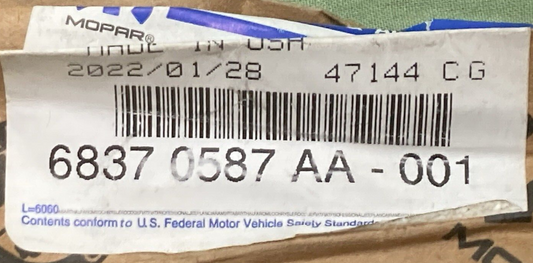 MOPAR®
MADE IN USA
2022/01/28 47144 CG
6837 0587 AA - 001
L=6060
Contents conform to U.S. Federal Motor Vehicle Safety Standards
MO